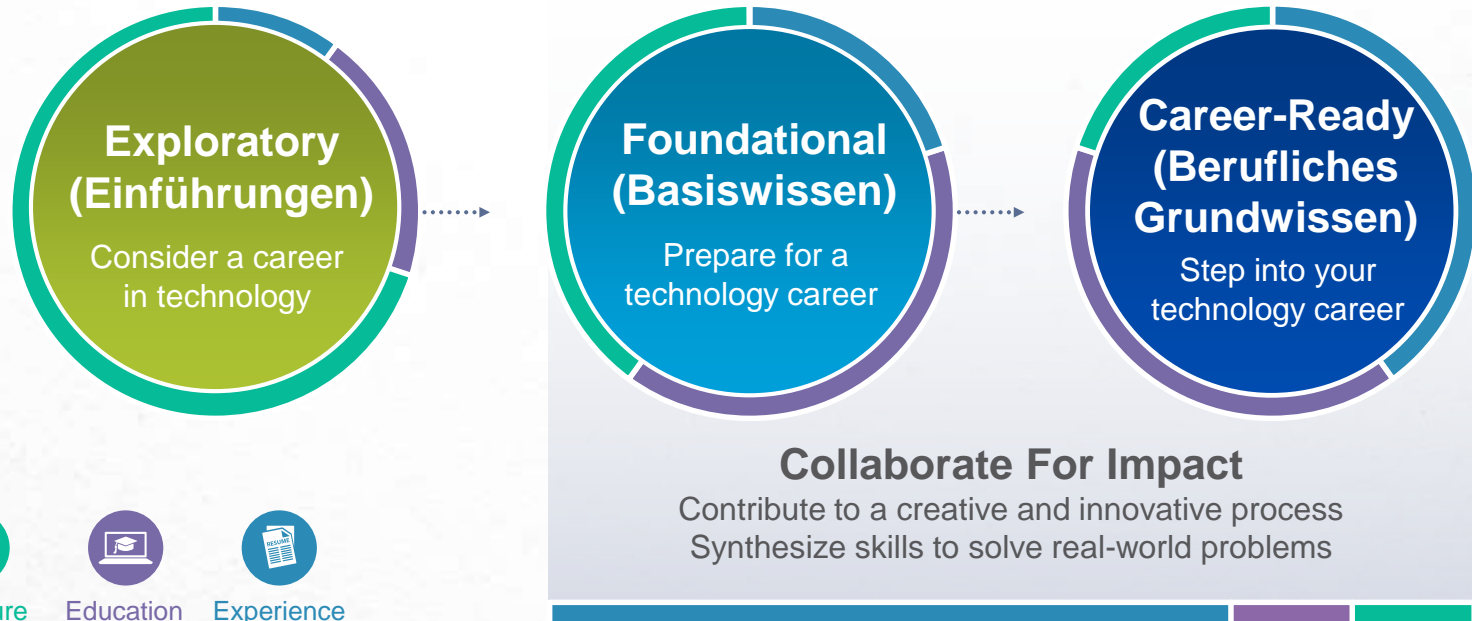 Exploratory
(Einführungen)
Consider a career
in technology
Foundational
(Basiswissen)
Prepare for a
technology career
Career-Ready
(Berufliches
Grundwissen)
Step into your
technology career
Collaborate For Impact
Contribute to a creative and innovative process
Synthesize skills to solve real-world problems
RESUME
Education
Experience